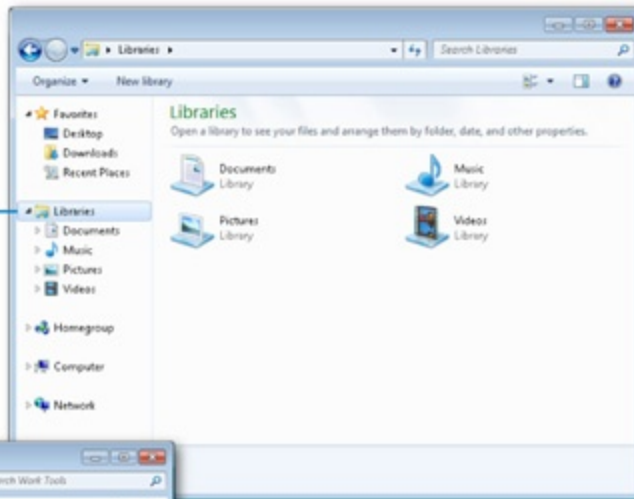 Libraries
Search Libraries
Organize
New library
Favorites
Desktop
Downloads
Recent Places
Libraries
Documents
Music
Pictures
Videos
Homegroup
Computer
Network
Libraries
Open a library to see your files and arrange them by folder, date, and other properties.
Documents
Library
Music
Library
Pictures
Library
Videos
Library
Work Tools